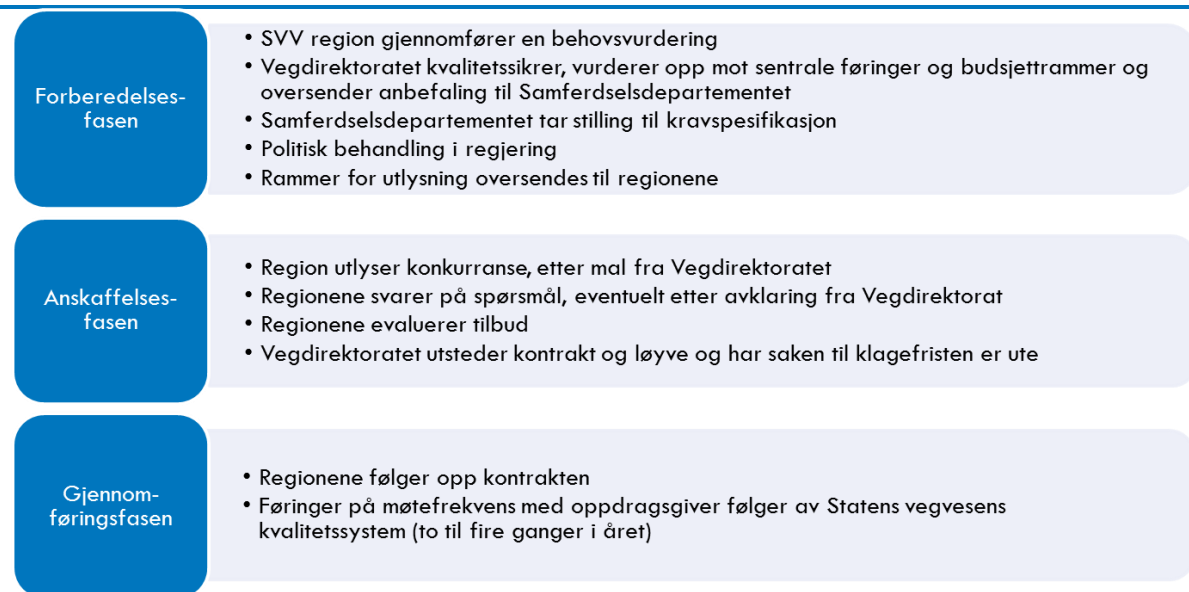 Forberedelses-
fasen
• SVV region gjennomfører en behovsvurdering
• Vegdirektoratet kvalitetssikrer, vurderer opp mot sentrale føringer og budsjettrammer og
oversender anbefaling til Samferdselsdepartementet
• Samferdselsdepartementet tar stilling til kravspesifikasjon
• Politisk behandling i regjering
• Rammer for utlysning oversendes til regionene
Anskaffelses-
fasen
• Region utlyser konkurranse, etter mal fra Vegdirektoratet
• Regionene svarer på spørsmål, eventuelt etter avklaring fra Vegdirektorat
• Regionene evaluerer tilbud
• Vegdirektoratet utsteder kontrakt og løyve og har saken til klagefristen er ute
Gjennom-
føringsfasen
• Regionene følger opp kontrakten
• Føringer på møtefrekvens med oppdragsgiver følger av Statens vegvesens
kvalitetssystem (to til fire ganger i året)